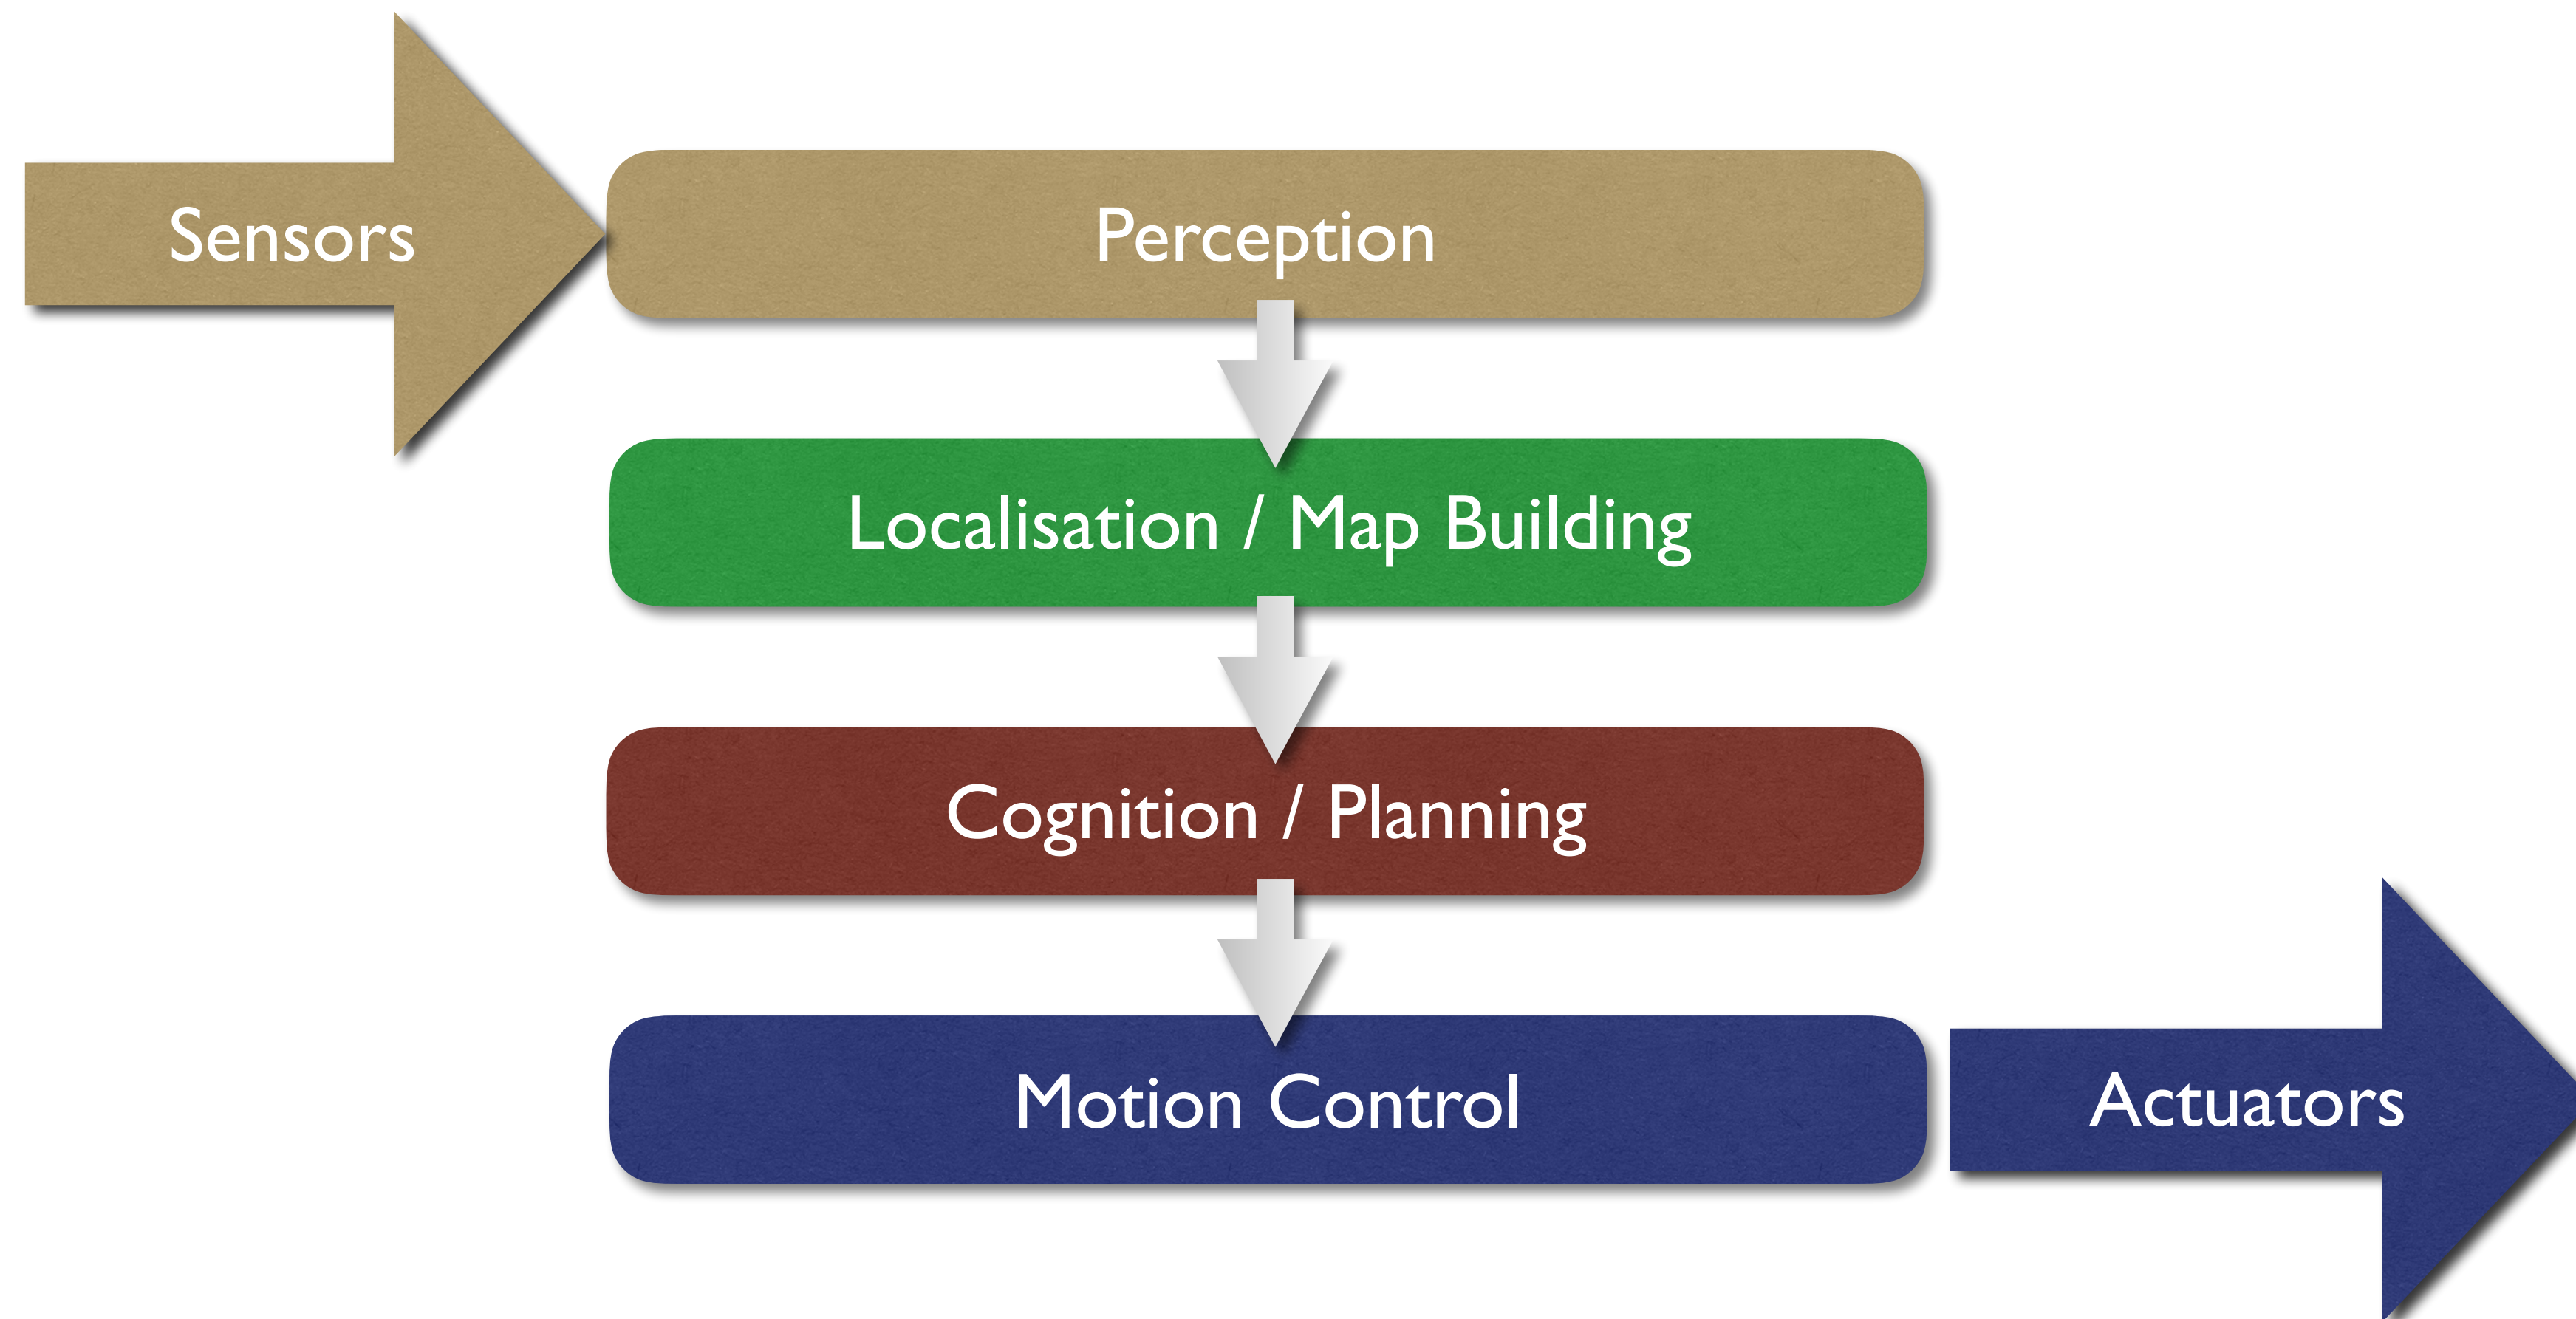 Sensors
Perception
Localisation / Map Building
Cognition / Planning
Motion Control
Actuators